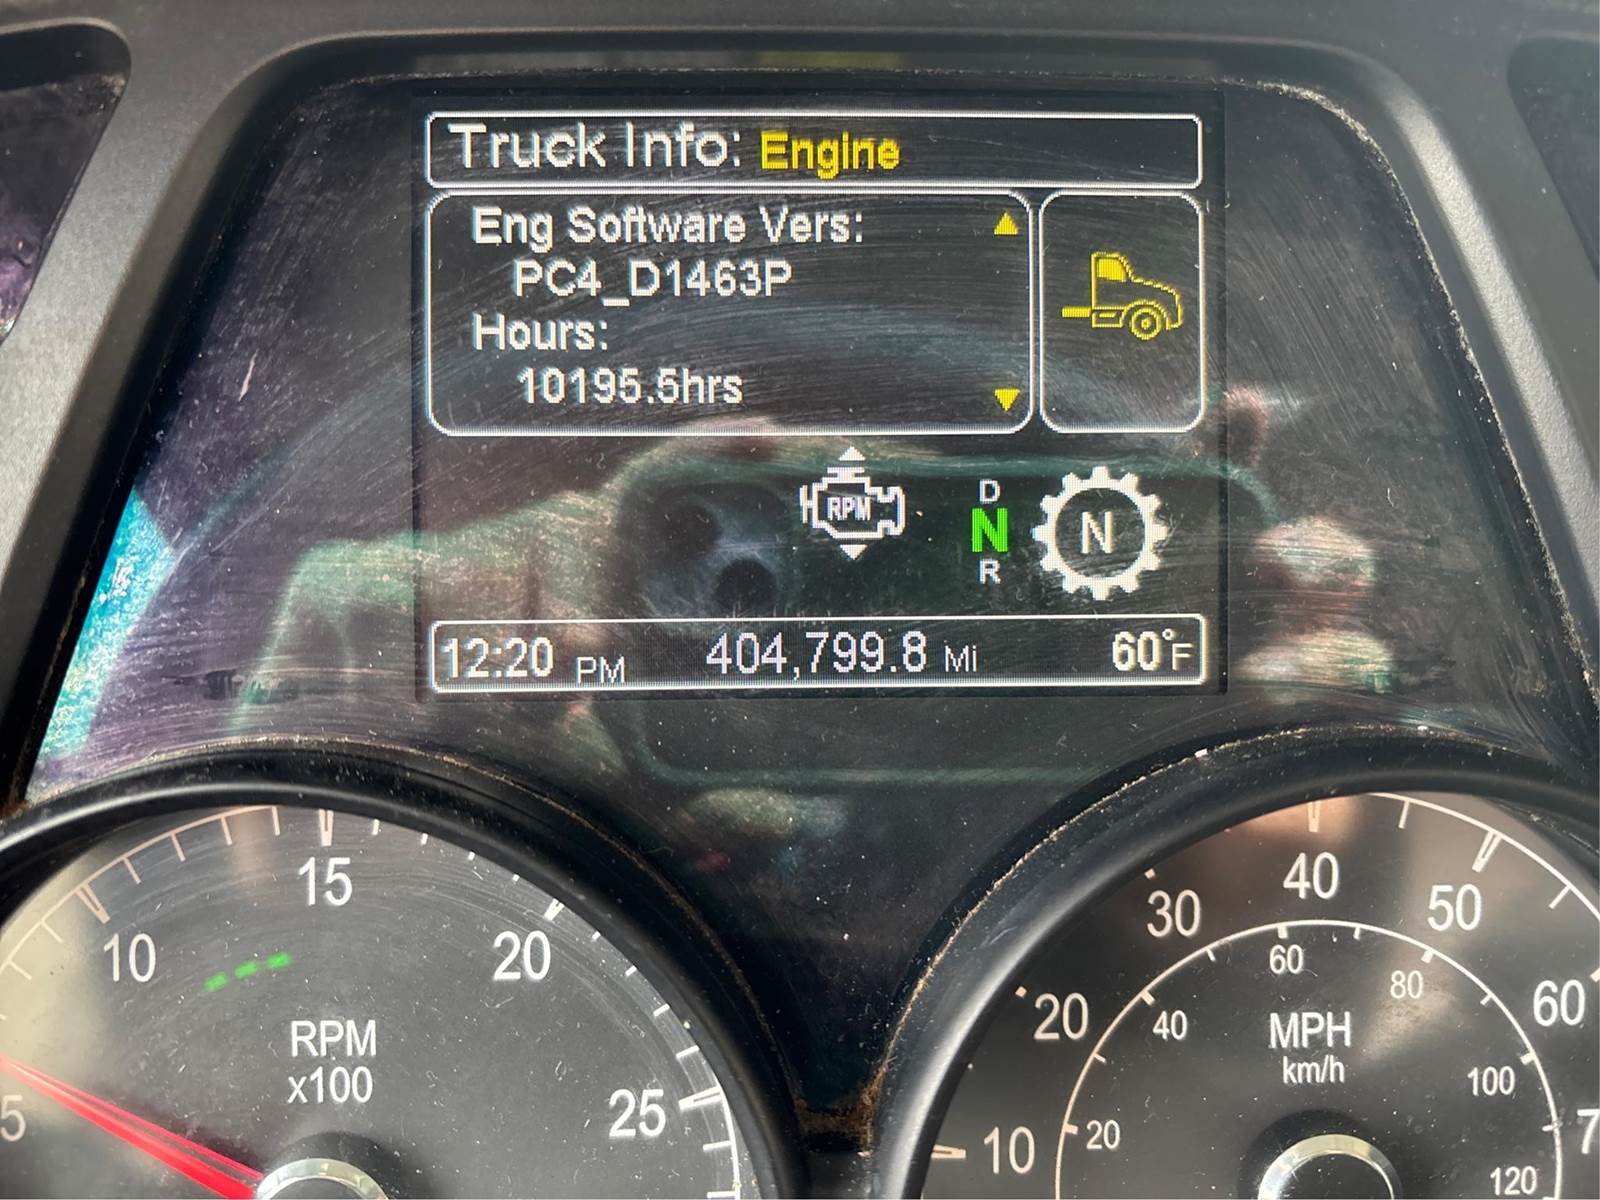 Truck Info: Engine
Eng Software Vers:
PC4_D1463P
Hours:
10195.5hrs
RPM
D
N
R
N
12:20 PM 404,799.8 Mi 60°F
5
10
15
20
25
RPM
x100
10
20
30
40
50
60
7
20
40
60
80
100
120
MPH
km/h